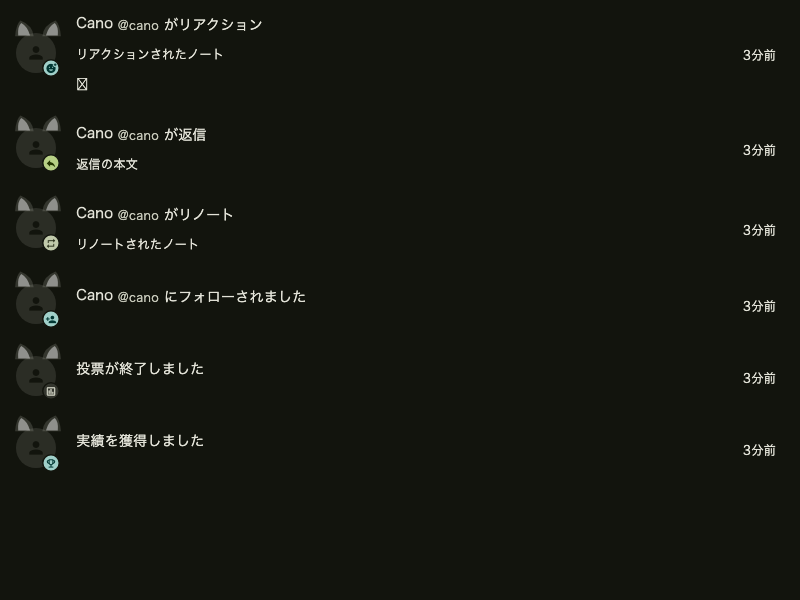 Cano @cano がリアクション
リアクションされたノート
3分前
Cano @cano が返信
返信の本文
3分前
Cano @cano がリノート
リノートされたノート
3分前
Cano @cano にフォローされました
3分前
投票が終了しました
3分前
実績を獲得しました
3分前